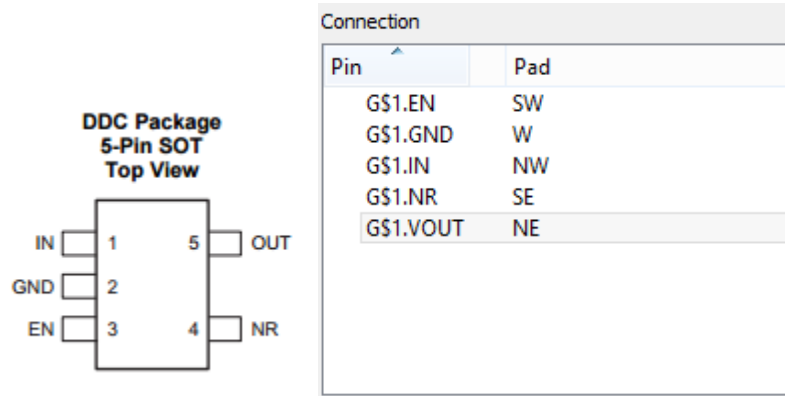 DDC Package
5-Pin SOT
Top View
IN 1 5 OUT
GND 2
EN 3 4 NR
Connection
Pin Pad
G$1.EN SW
G$1.GND W
G$1.IN NW
G$1.NR SE
G$1.VOUT NE